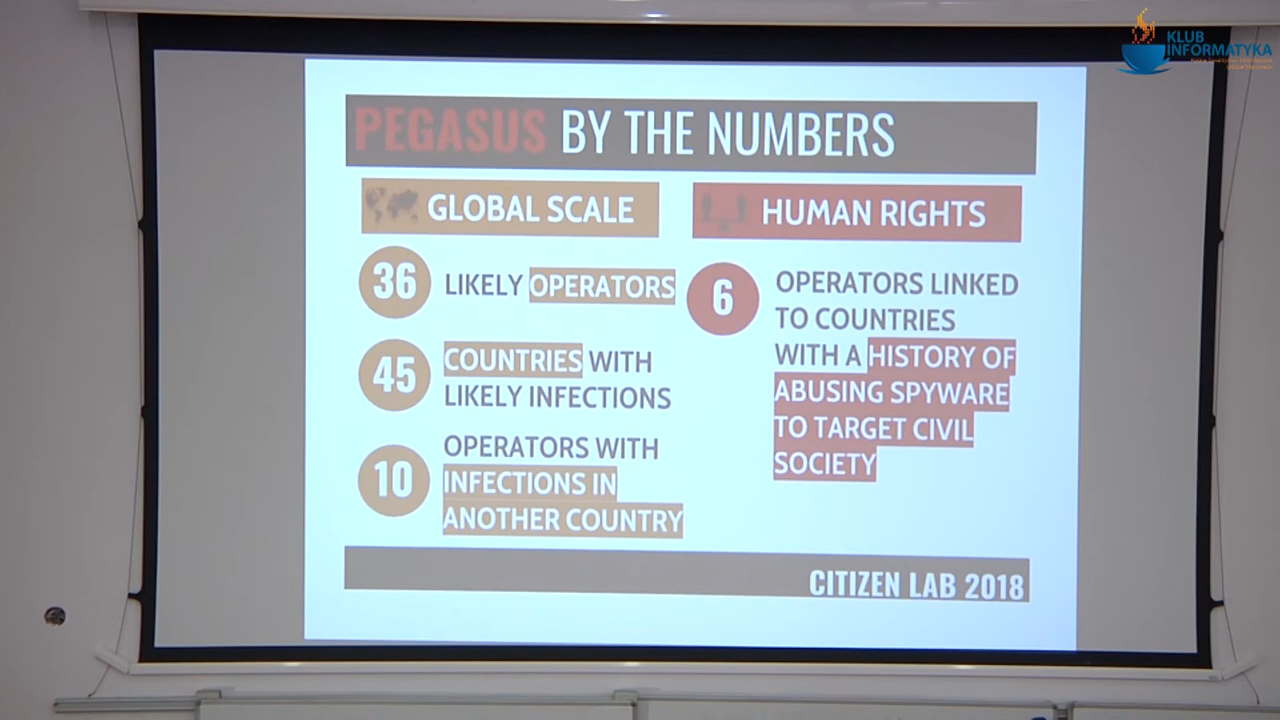 KLUB
INFORMATYKA
PEGASUS BY THE NUMBERS
GLOBAL SCALE
36
LIKELY OPERATORS
45
COUNTRIES WITH
LIKELY INFECTIONS
10
OPERATORS WITH
INFECTIONS IN
ANOTHER COUNTRY
HUMAN RIGHTS
6
OPERATORS LINKED
TO COUNTRIES
WITH A HISTORY OF
ABUSING SPYWARE
TO TARGET CIVIL
SOCIETY
CITIZEN LAB 2018